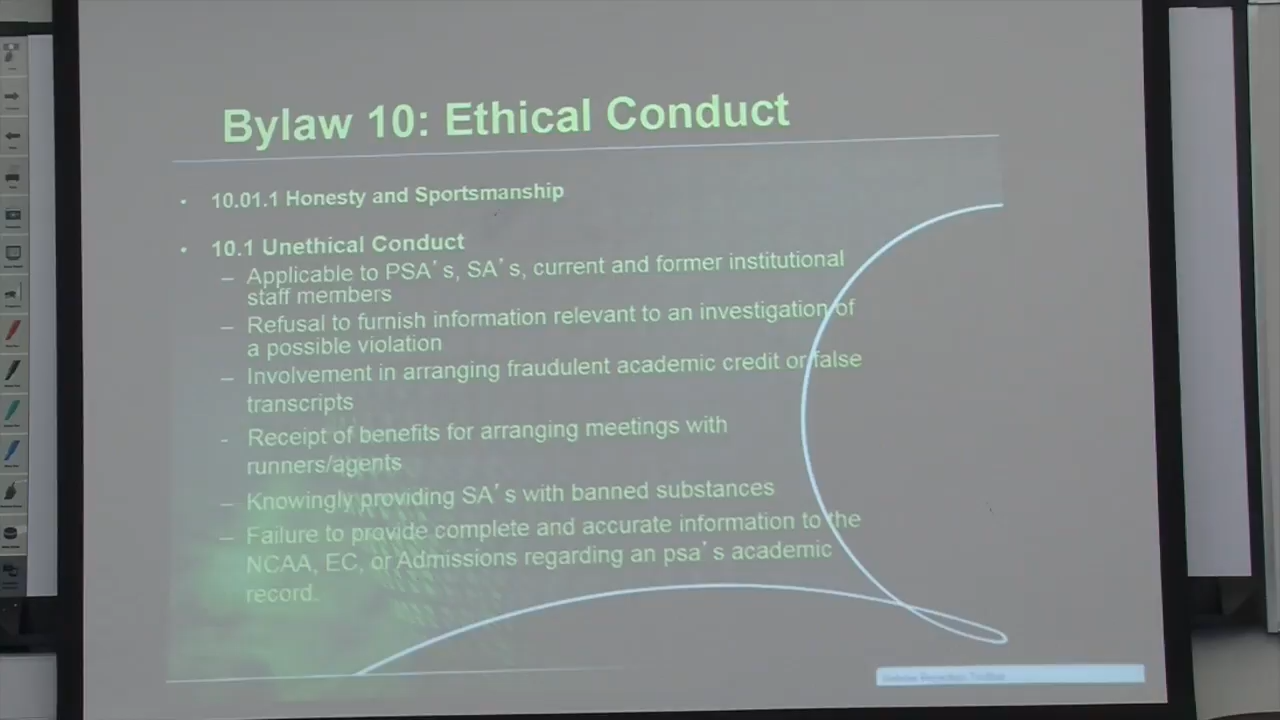 Bylaw 10: Ethical Conduct
• 10.01.1 Honesty and Sportsmanship
• 10.1 Unethical Conduct
– Applicable to PSA's, SA's, current and former institutional
staff members
– Refusal to furnish information relevant to an investigation of
a possible violation
– Involvement in arranging fraudulent academic credit or false
transcripts
- Receipt of benefits for arranging meetings with
runners/agents
– Knowingly providing SA's with banned substances
– Failure to provide complete and accurate information to the
NCAA, EC, or Admissions regarding an psa's academic
record.